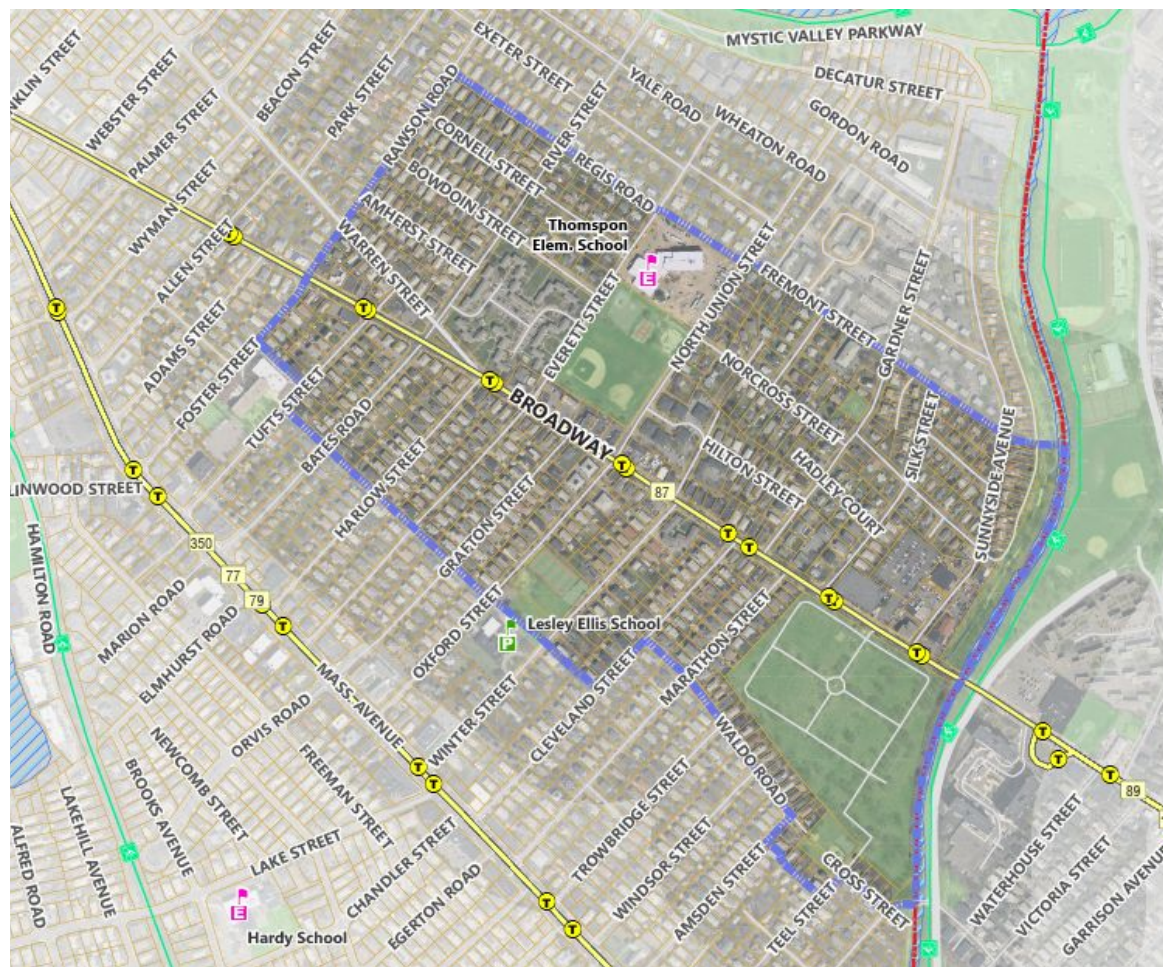 EXETER STREET
MYSTIC VALLEY PARKWAY
NKLIN STREET
WEBSTER STREET
BEACON STREET
PARK STREET
RAWSON ROAD
YALE ROAD
DECATUR STREET
PALMER STREET
CORNELL STREET
RIVER STREET
WHEATON ROAD
GORDON ROAD
WYMAN STREET
BOWDOIN STREET
REGIS ROAD
ALLEN STREET
AMHERST STREET
WARREN STREET
Thomspon
Elem. School
E
NORTH UNION STREET
FREMONT STREET
GARDNER STREET
ADAMS STREET
EVERETT STREET
T
T
T
FOSTER STREET
TUFTS STREET
BROADWAY
NORCROSS STREET
BATES ROAD
HILTON STREET
HADLEY COURT
SILK STREET
SUNNYSIDE AVENUE
T
T
87
LINWOOD STREET
T
HARLOW STREET
GRAFTON STREET
T
T
350
77
79
HAMILTON ROAD
MARION ROAD
ELMHURST ROAD
T
OXFORD STREET
Lesley Ellis School
P
MARATHON STREET
T
T
MASS AVENUE
WINTER STREET
CLEVELAND STREET
ORVIS ROAD
WALDO ROAD
T
T
T
89
NEWCOMB STREET
BROOKS AVENUE
FREEMAN STREET
T
T
TROWBRIDGE STREET
LAKEHILL AVENUE
ALFRED ROAD
LAKE STREET
CHANDLER STREET
WINDSOR STREET
AMSDEN STREET
CROSS STREET
WATERHOUSE STREET
VICTORIA STREET
GARRISON AVENU
E
Hardy School
EGERTON ROAD
T
T
TEEL STREET